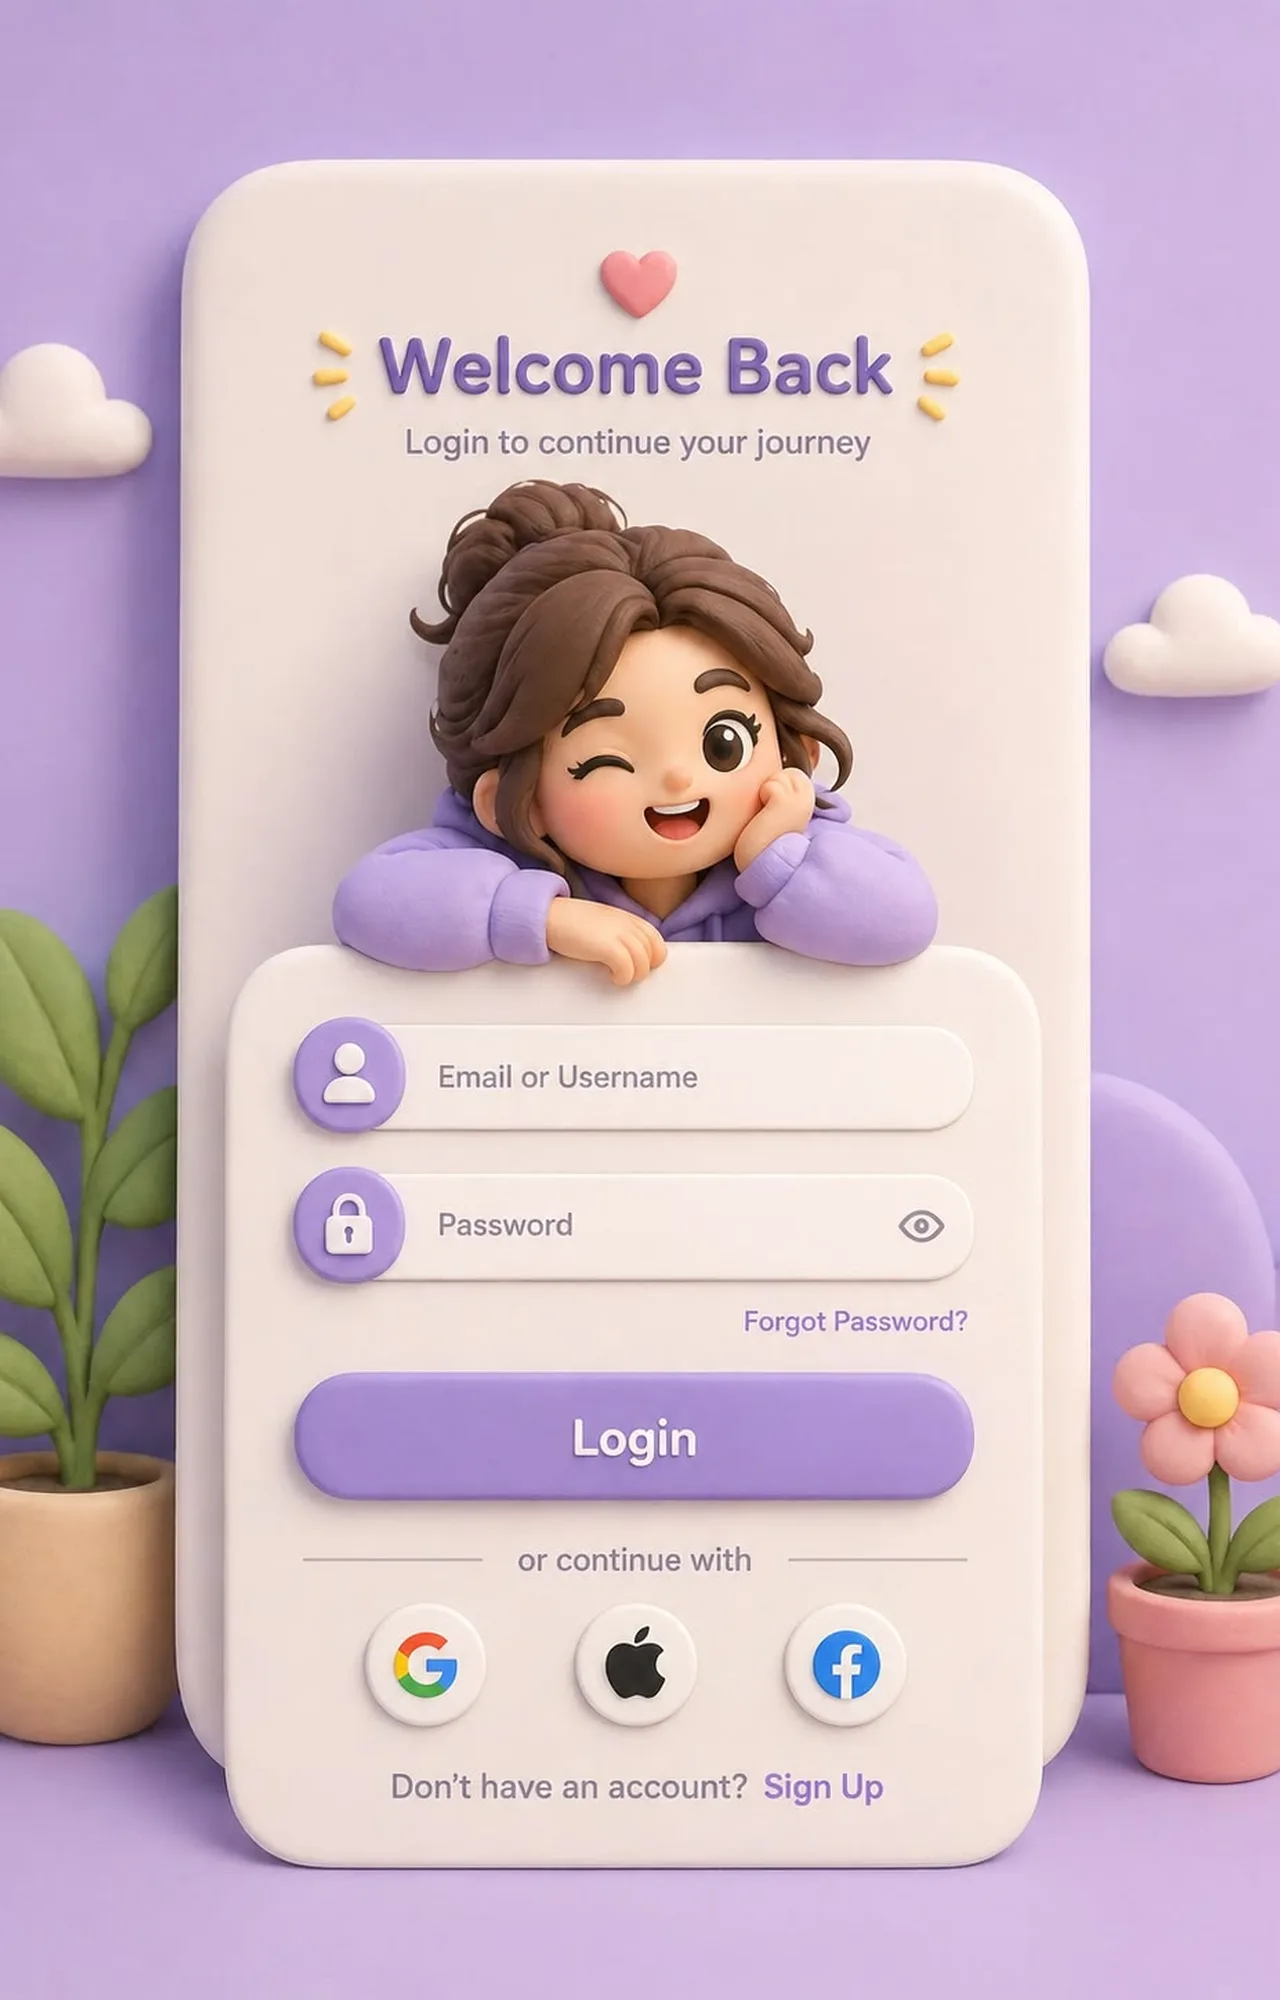 Welcome Back
Login to continue your journey
Email or Username
Password
Forgot Password?
Login
or continue with
Don't have an account? Sign Up